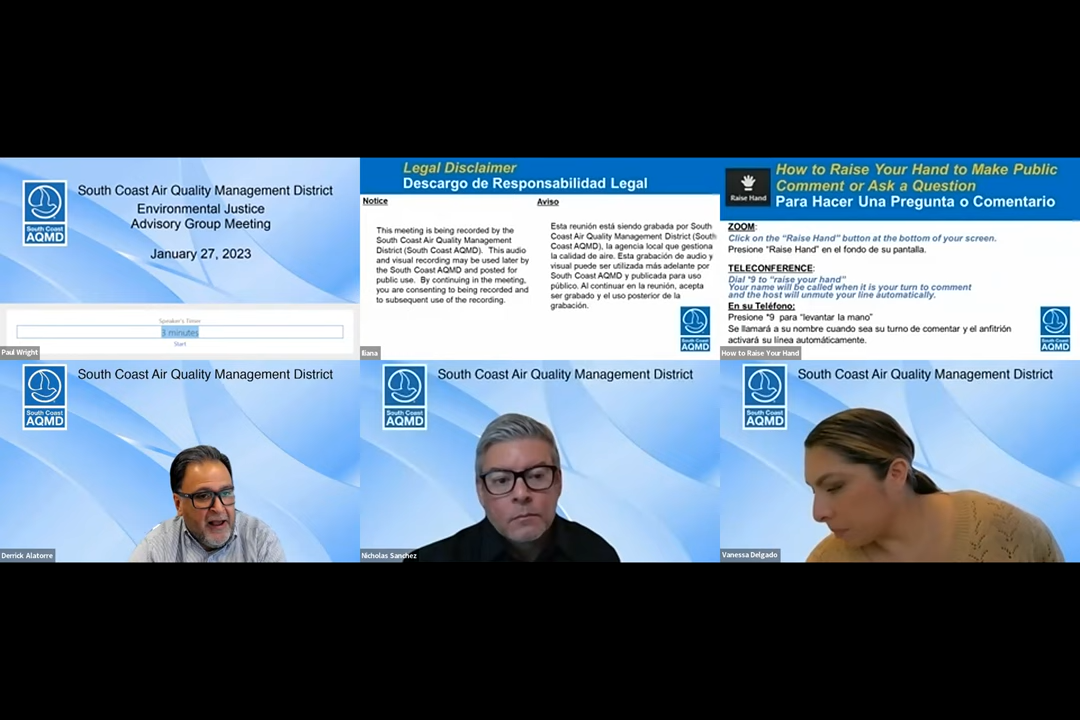 South Coast Air Quality Management District
Environmental Justice
Advisory Group Meeting
January 27, 2023
South Coast
AQMD
Speaker's Timer
3 minutes
Start
Paul Wright
Legal Disclaimer
Descargo de Responsabilidad Legal
Notice
This meeting is being recorded by the
South Coast Air Quality Management
District (South Coast AQMD). This audio
and visual recording may be used later by
the South Coast AQMD and posted for
public use. By continuing in the meeting,
you are consenting to being recorded and
to subsequent use of the recording.
Aviso
Esta reunión está siendo grabada por South
Coast Air Quality Management District (South
Coast AQMD), la agencia local que gestiona
la calidad de aire. Esta grabación de audio y
visual puede ser utilizada más adelante por
South Coast AQMD y publicada para uso
público. Al continuar en la reunión, acepta
ser grabado y el uso posterior de la
grabación.
South Coast
AQMD
Iliana
Raise Hand
How to Raise Your Hand to Make Public
Comment or Ask a Question
Para Hacer Una Pregunta o Comentario
ZOOM:
Click on the “Raise Hand” button at the bottom of your screen.
Presione “Raise Hand” en el fondo de su pantalla.
TELECONFERENCE:
Dial *9 to “raise your hand”
Your name will be called when it is your turn to comment
and the host will unmute your line automatically.
En su Teléfono:
Presione *9 para “levantar la mano”
Se llamará a su nombre cuando sea su turno de comentar y el anfitrión
activará su línea automáticamente.
South Coast
AQMD
How to Raise Your Hand
South Coast Air Quality Management District
South Coast
AQMD
Derrick Alatorre
South Coast Air Quality Management District
South Coast
AQMD
Nicholas Sanchez
South Coast Air Quality Management District
South Coast
AQMD
Vanessa Delgado